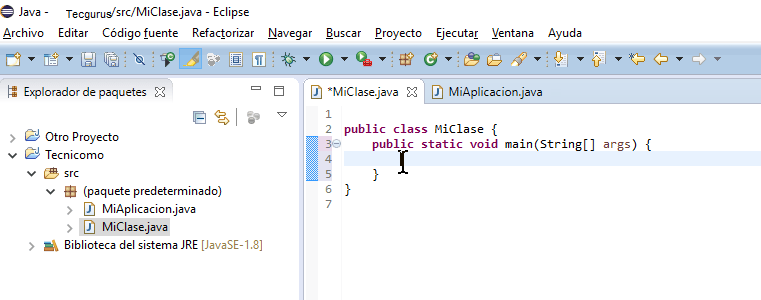 Java - Tecgurus/src/MiClase.java - Eclipse
Archivo Editar Código fuente Refactorizar Navegar Buscar Proyecto Ejecutar Ventana Ayuda
Explorador de paquetes
Otro Proyecto
Tecnicomo
src
(paquete predeterminado)
MiAplicacion.java
MiClase.java
Biblioteca del sistema JRE [JavaSE-1.8]
*MiClase.java MiAplicacion.java
1
2 public class MiClase {
3 public static void main(String[] args) {
4
5 }
6 }
7